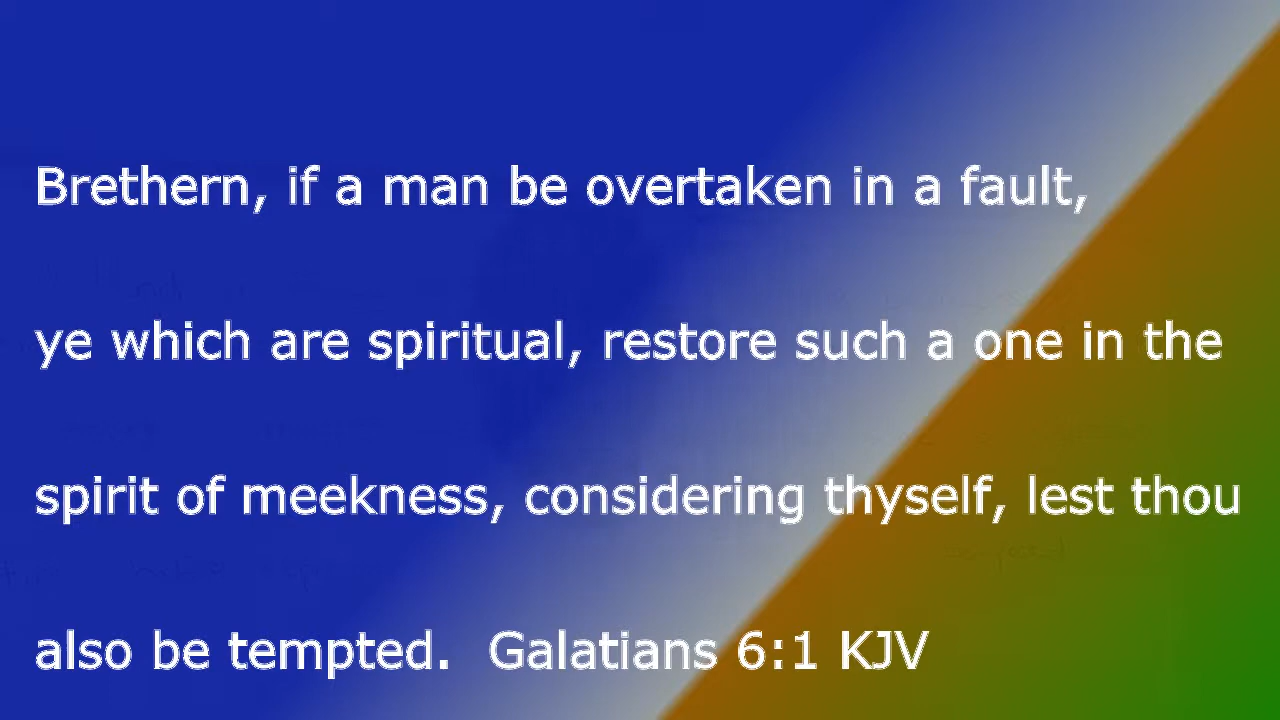 Brethern, if a man be overtaken in a fault,
ye which are spiritual, restore such a one in the
spirit of meekness, considering thyself, lest thou
also be tempted.  Galatians 6:1 KJV